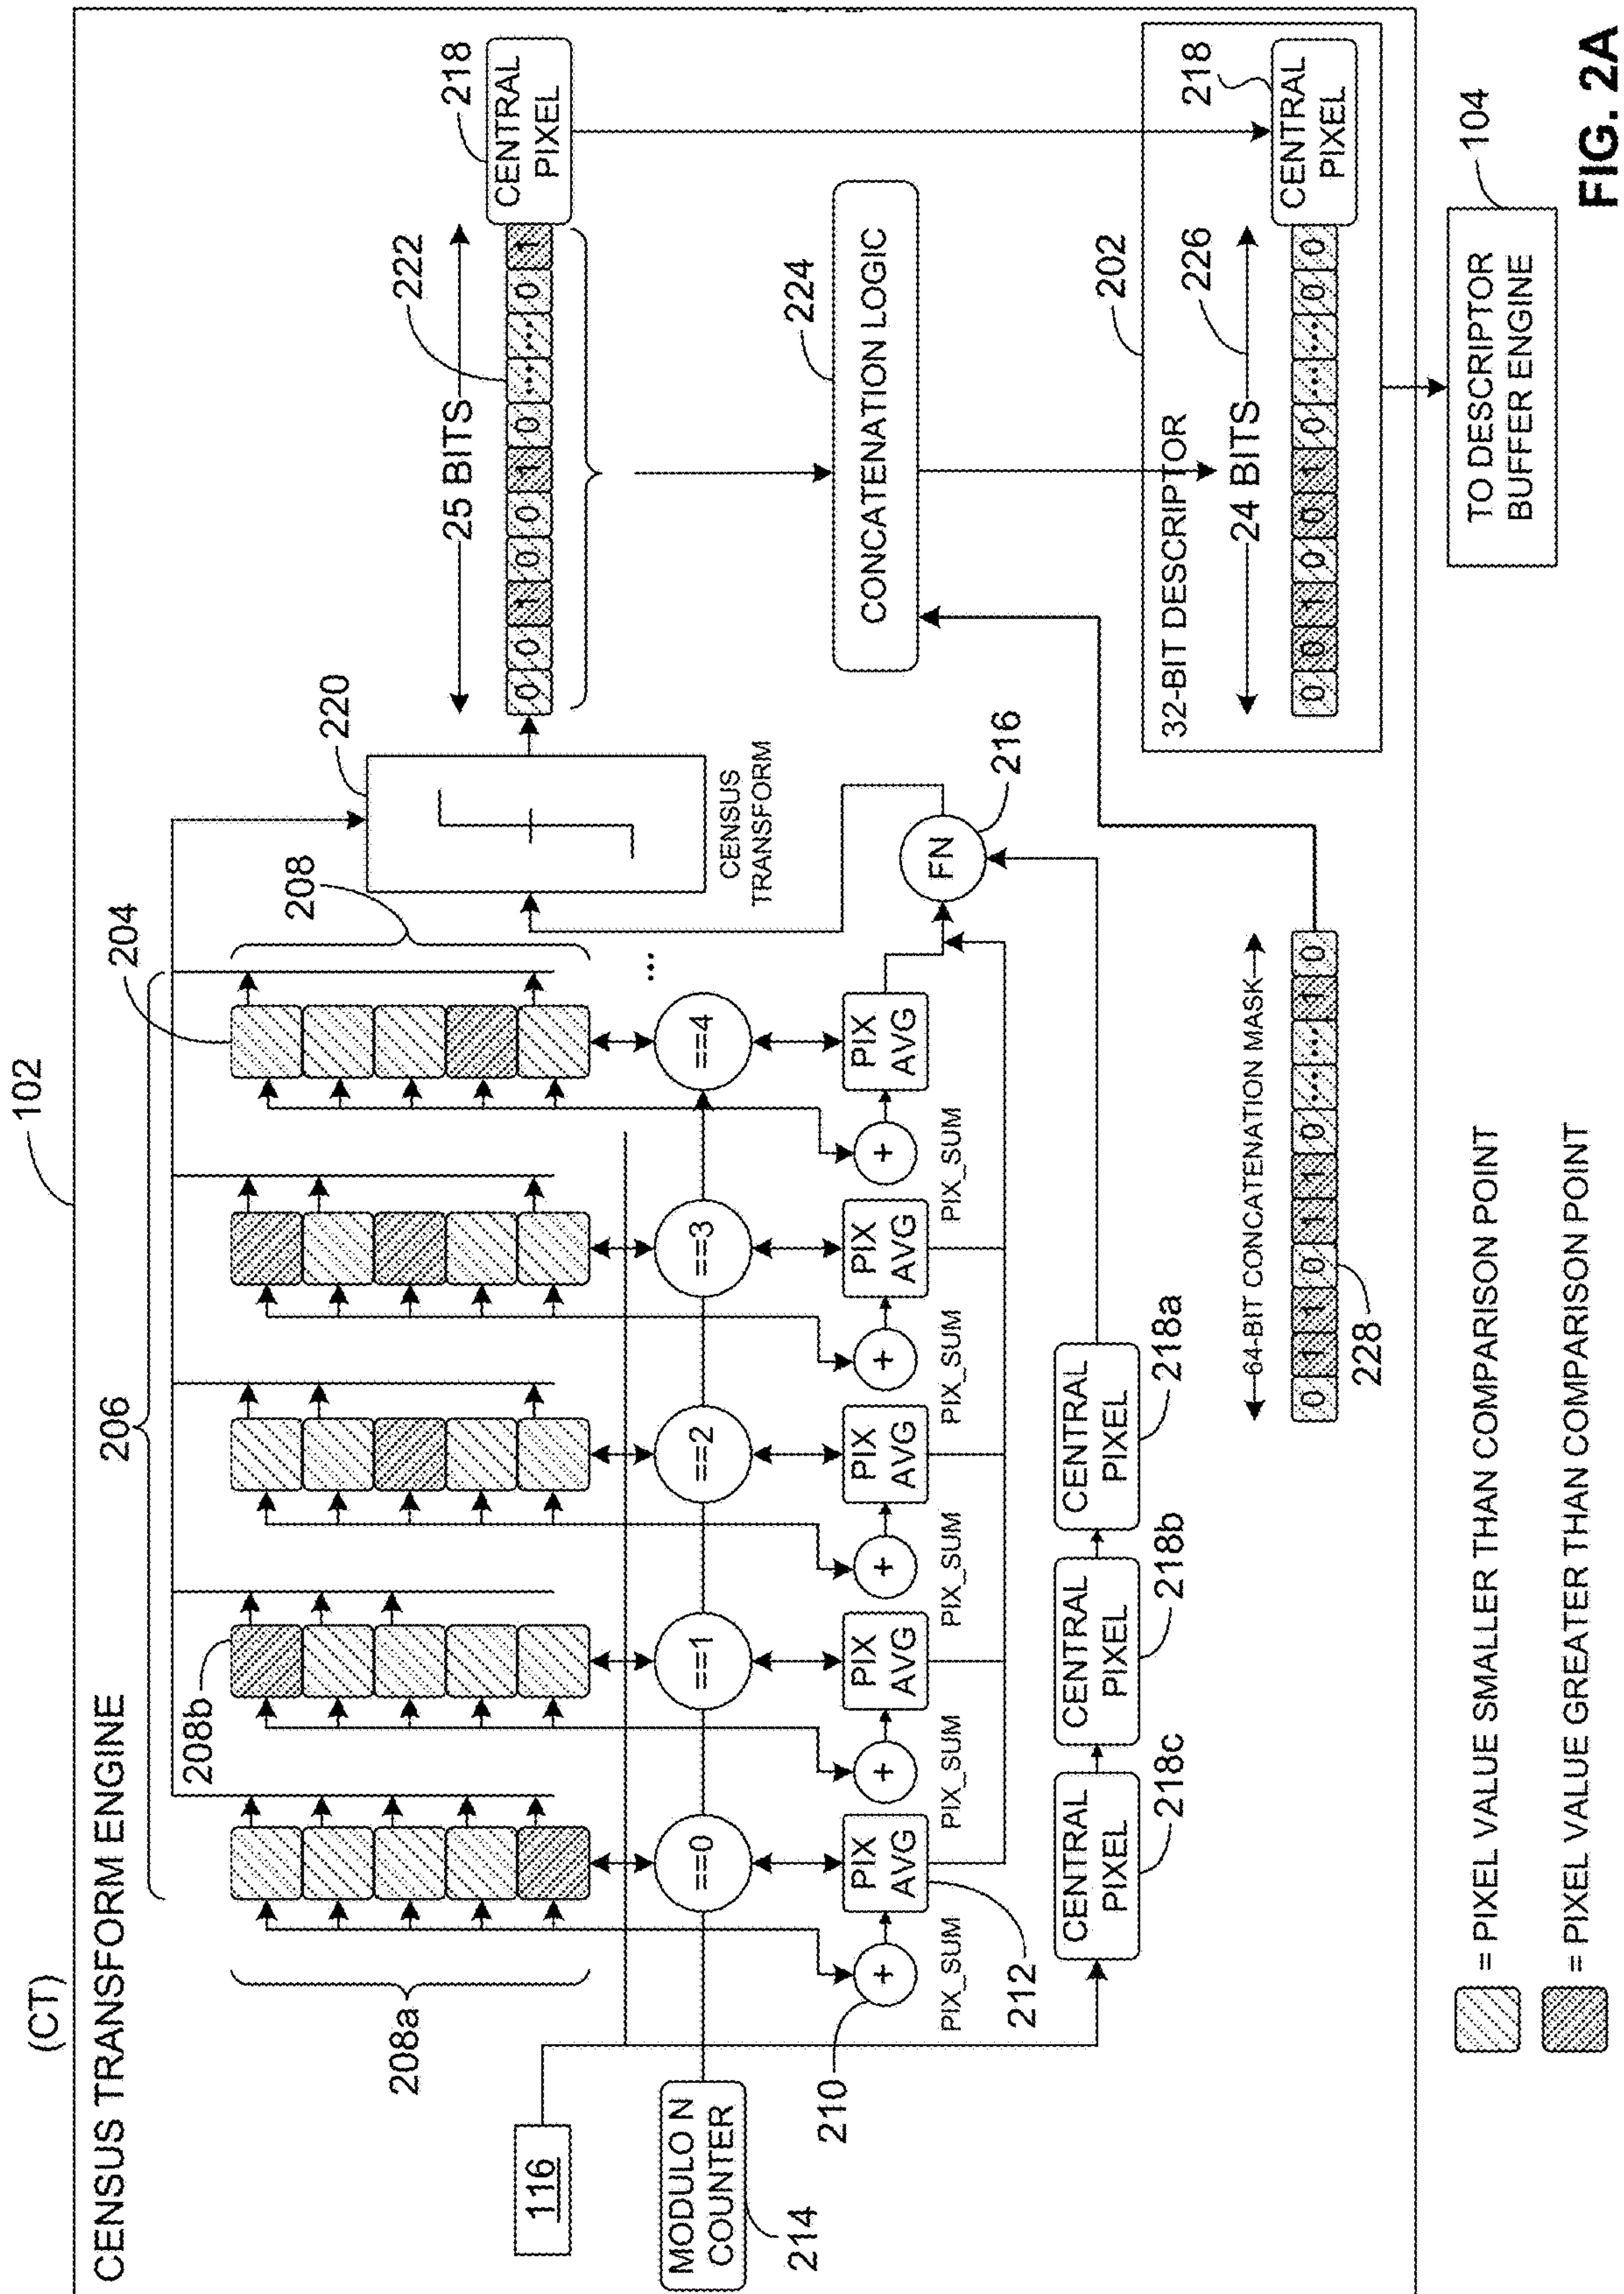 (CT)
102
CENSUS TRANSFORM ENGINE
206
208b
204
208
208a
220
CENSUS
TRANSFORM
25 BITS
222
218
CENTRAL
PIXEL
0 0 1 0 0 1 0 ... ... 0 1
116
MODULO N
COUNTER
214
==0
==1
==2
==3
==4
...
210
+
+
+
+
+
PIX_SUM
PIX_SUM
PIX_SUM
PIX_SUM
PIX_SUM
PIX
AVG
PIX
AVG
PIX
AVG
PIX
AVG
PIX
AVG
212
FN
216
CONCATENATION LOGIC
224
CENTRAL
PIXEL
218c
CENTRAL
PIXEL
218b
CENTRAL
PIXEL
218a
64-BIT CONCATENATION MASK
0 1 1 0 1 1 0 ... ... 1 0
228
32-BIT DESCRIPTOR
202
24 BITS
226
0 0 1 0 0 1 0 ... ... 0 0
CENTRAL
PIXEL
218
TO DESCRIPTOR
BUFFER ENGINE
104
= PIXEL VALUE SMALLER THAN COMPARISON POINT
= PIXEL VALUE GREATER THAN COMPARISON POINT
FIG. 2A